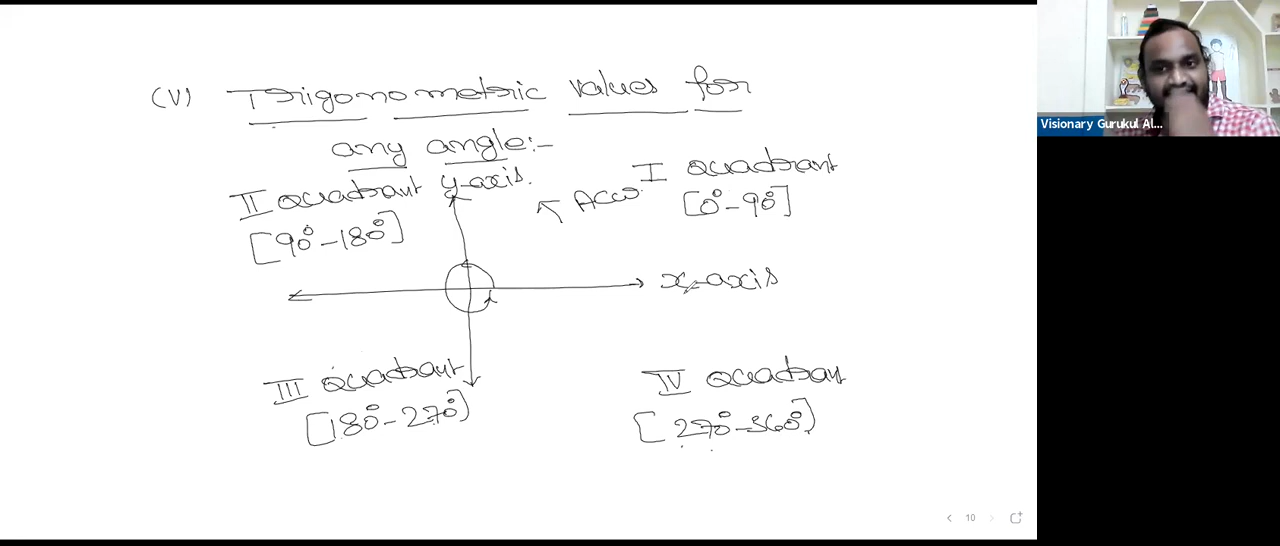 (V) Trigonometric values for
any angle:-
II quadrant
[90°-180°]
y-axis.
ACW
I quadrant
[0°-90°]
x-axis
III quadrant
[180°-270°]
IV quadrant
[270°-360°]
Visionary Gurukul Al...
10